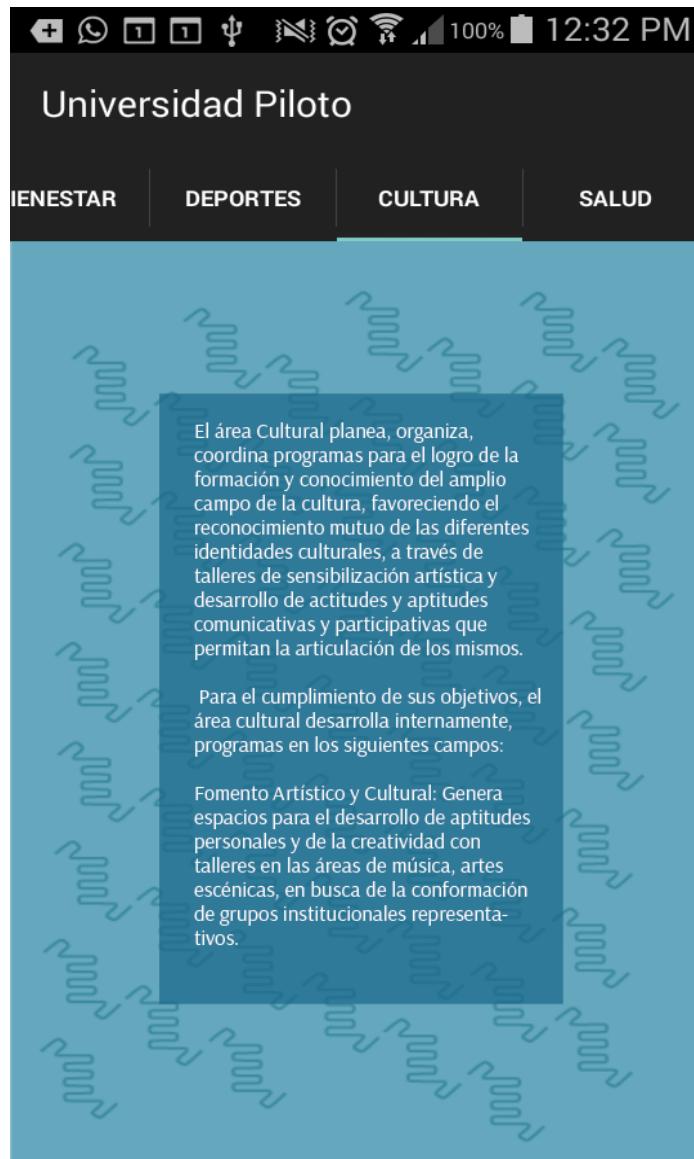 1 1 100% 12:32 PM
Universidad Piloto
IENESTAR DEPORTES CULTURA SALUD
El área Cultural planea, organiza,
coordina programas para el logro de la
formación y conocimiento del amplio
campo de la cultura, favoreciendo el
reconocimiento mutuo de las diferentes
identidades culturales, a través de
talleres de sensibilización artística y
desarrollo de actitudes y aptitudes
comunicativas y participativas que
permitan la articulación de los mismos.
Para el cumplimiento de sus objetivos, el
área cultural desarrolla internamente,
programas en los siguientes campos:
Fomento Artístico y Cultural: Genera
espacios para el desarrollo de aptitudes
personales y de la creatividad con
talleres en las áreas de música, artes
escénicas, en busca de la conformación
de grupos institucionales representa-
tivos.